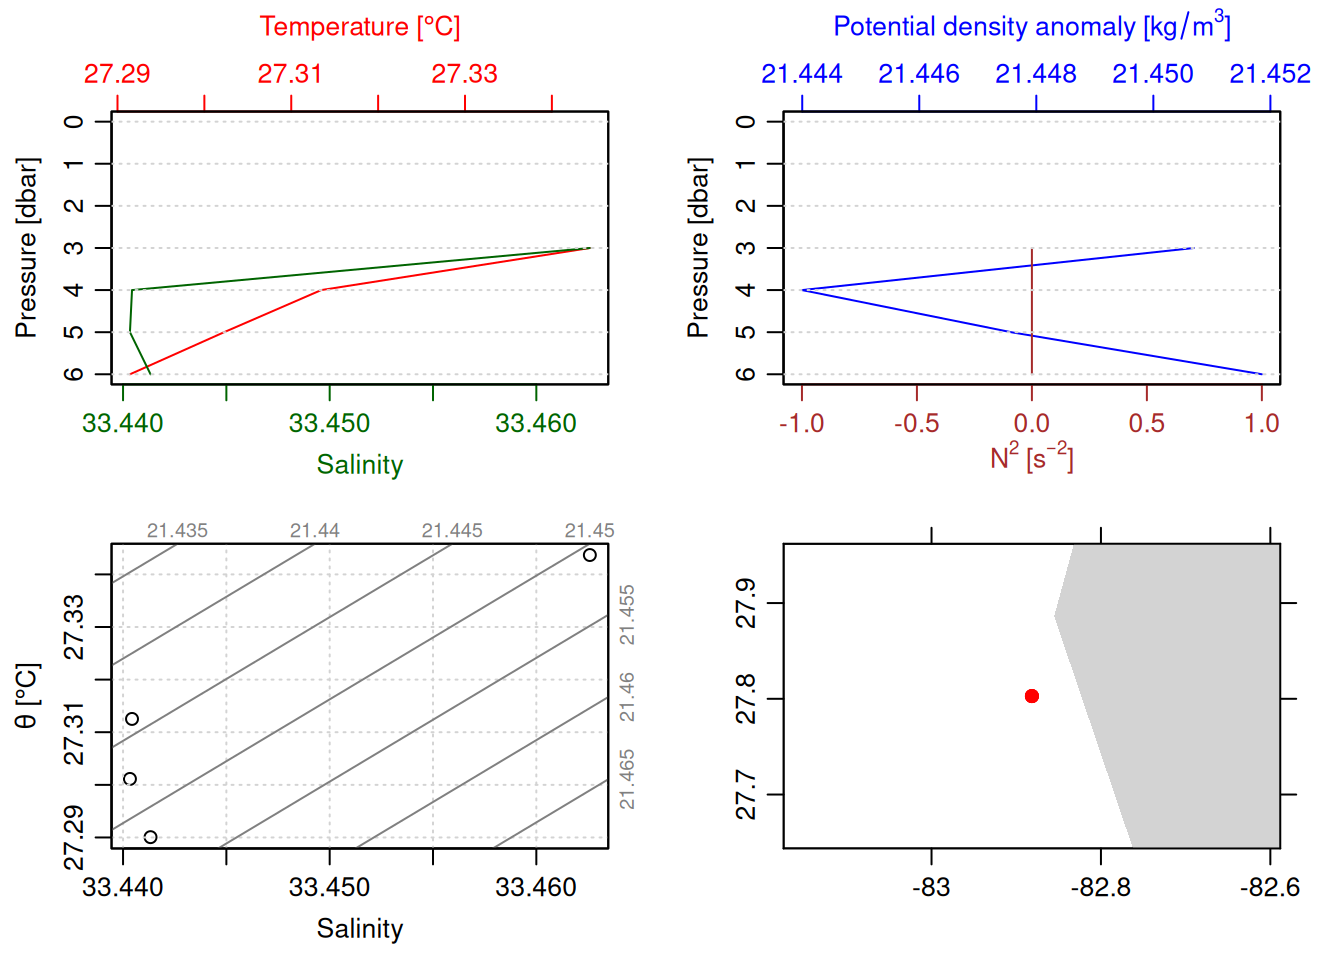 Temperature [°C]
27.29 27.31 27.33
Pressure [dbar]
0
1
2
3
4
5
6
33.440 33.450 33.460
Salinity
Potential density anomaly [kg/m³]
21.444 21.446 21.448 21.450 21.452
Pressure [dbar]
0
1
2
3
4
5
6
-1.0 -0.5 0.0 0.5 1.0
N² [s⁻²]
21.435 21.44 21.445 21.45
θ [°C]
27.33
27.31
27.29
21.455
21.46
21.465
33.440 33.450 33.460
Salinity
27.9
27.8
27.7
-83 -82.8 -82.6